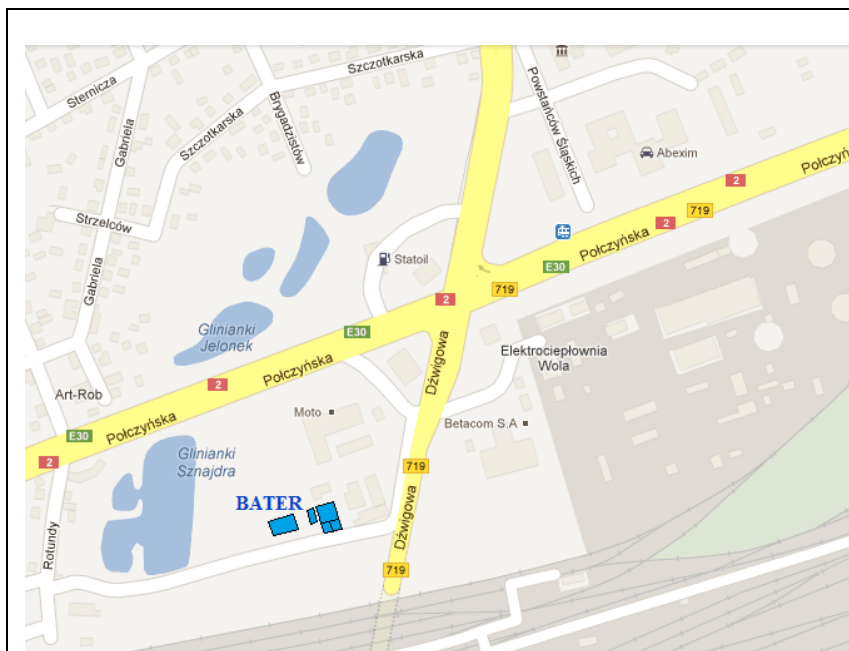 Szczotkarska
Sternicza
Brygadzistów
Powstańców Śląskich
Gabriela
Szczotkarska
Abexim
2
Połczyń
719
2
Strzelców
Statoil
Połczyńska
E30
719
Gabriela
2
E30
Glinianki
Jelonek
Dźwigowa
Elektrociepłownia
Wola
Połczyńska
2
Art-Rob
Moto
Betacom S.A
Połczyńska
E30
Glinianki
Sznajdra
2
719
BATER
Dźwigowa
Rotundy
719